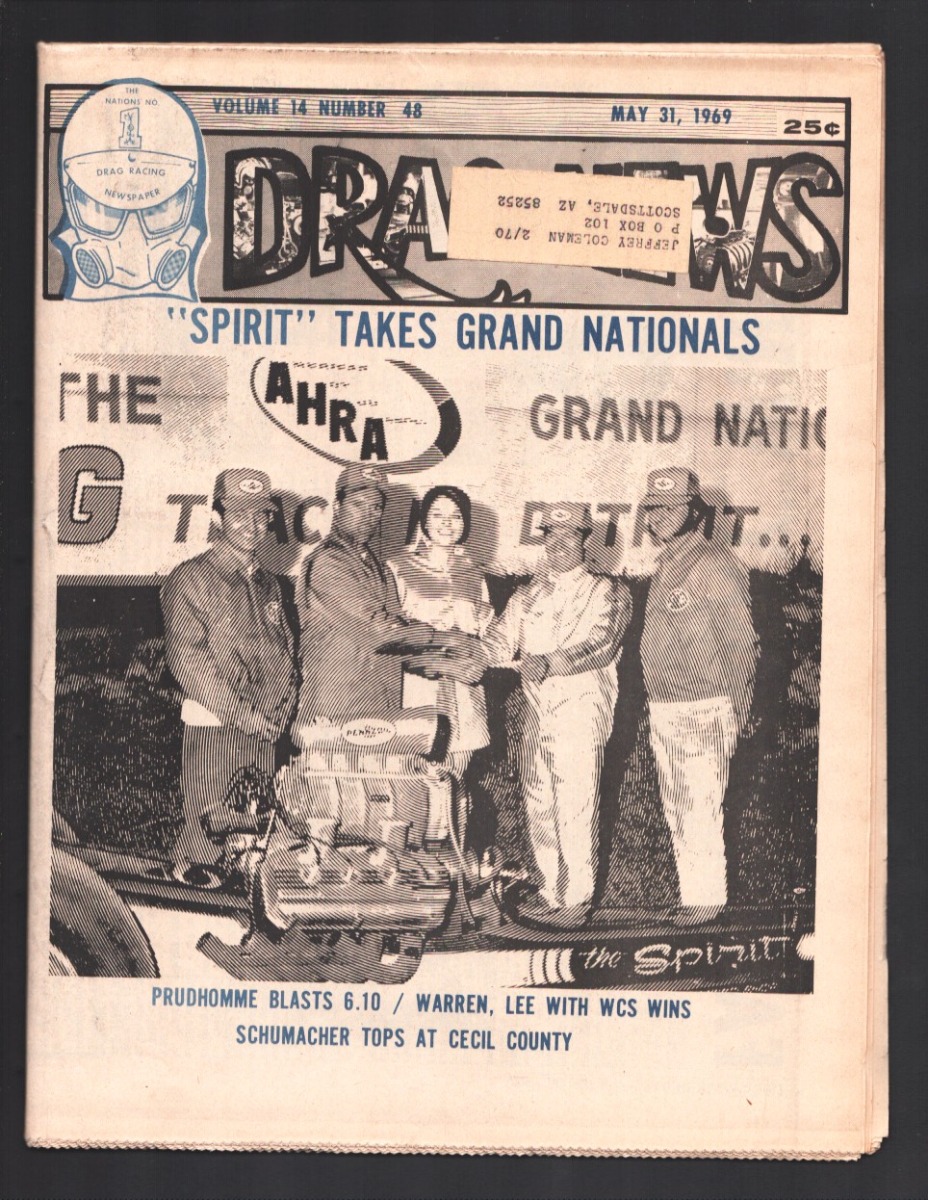 THE
NATIONS NO.
1
DRAG RACING
NEWSPAPER
VOLUME 14 NUMBER 48
MAY 31, 1969
25¢
DRAG NEWS
JEFFREY COLEMAN 2/70
P O BOX 102
SCOTTSDALE, AZ 85252
"SPIRIT" TAKES GRAND NATIONALS
THE
AHRA
GRAND NATIO
G
the Spirit
PRUDHOMME BLASTS 6.10 / WARREN, LEE WITH WCS WINS
SCHUMACHER TOPS AT CECIL COUNTY